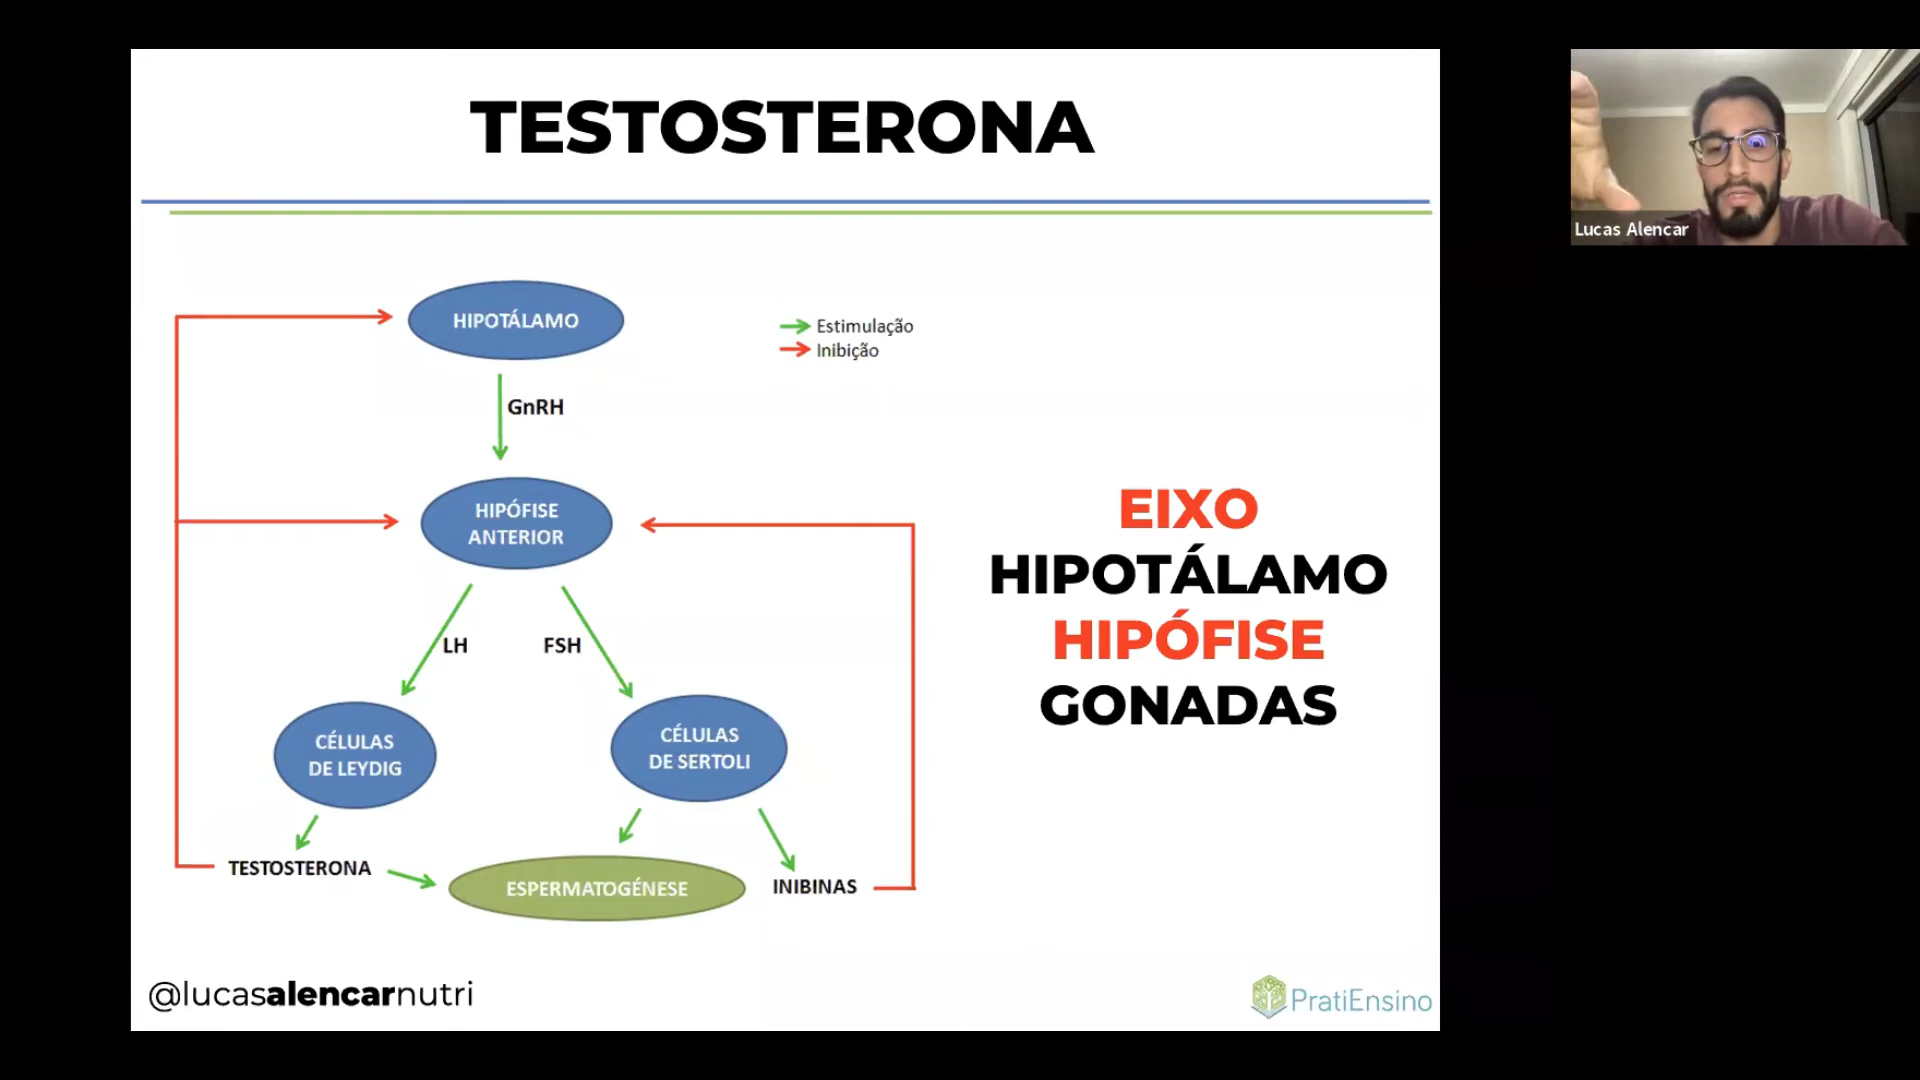 TESTOSTERONA
Lucas Alencar
HIPOTÁLAMO
Estimulação
Inibição
GnRH
HIPÓFISE
ANTERIOR
EIXO
HIPOTÁLAMO
HIPÓFISE
GONADAS
LH
FSH
CÉLULAS
DE LEYDIG
CÉLULAS
DE SERTOLI
TESTOSTERONA
ESPERMATOGÉNESE
INIBINAS
@lucasalencarnutri
PratiEnsino